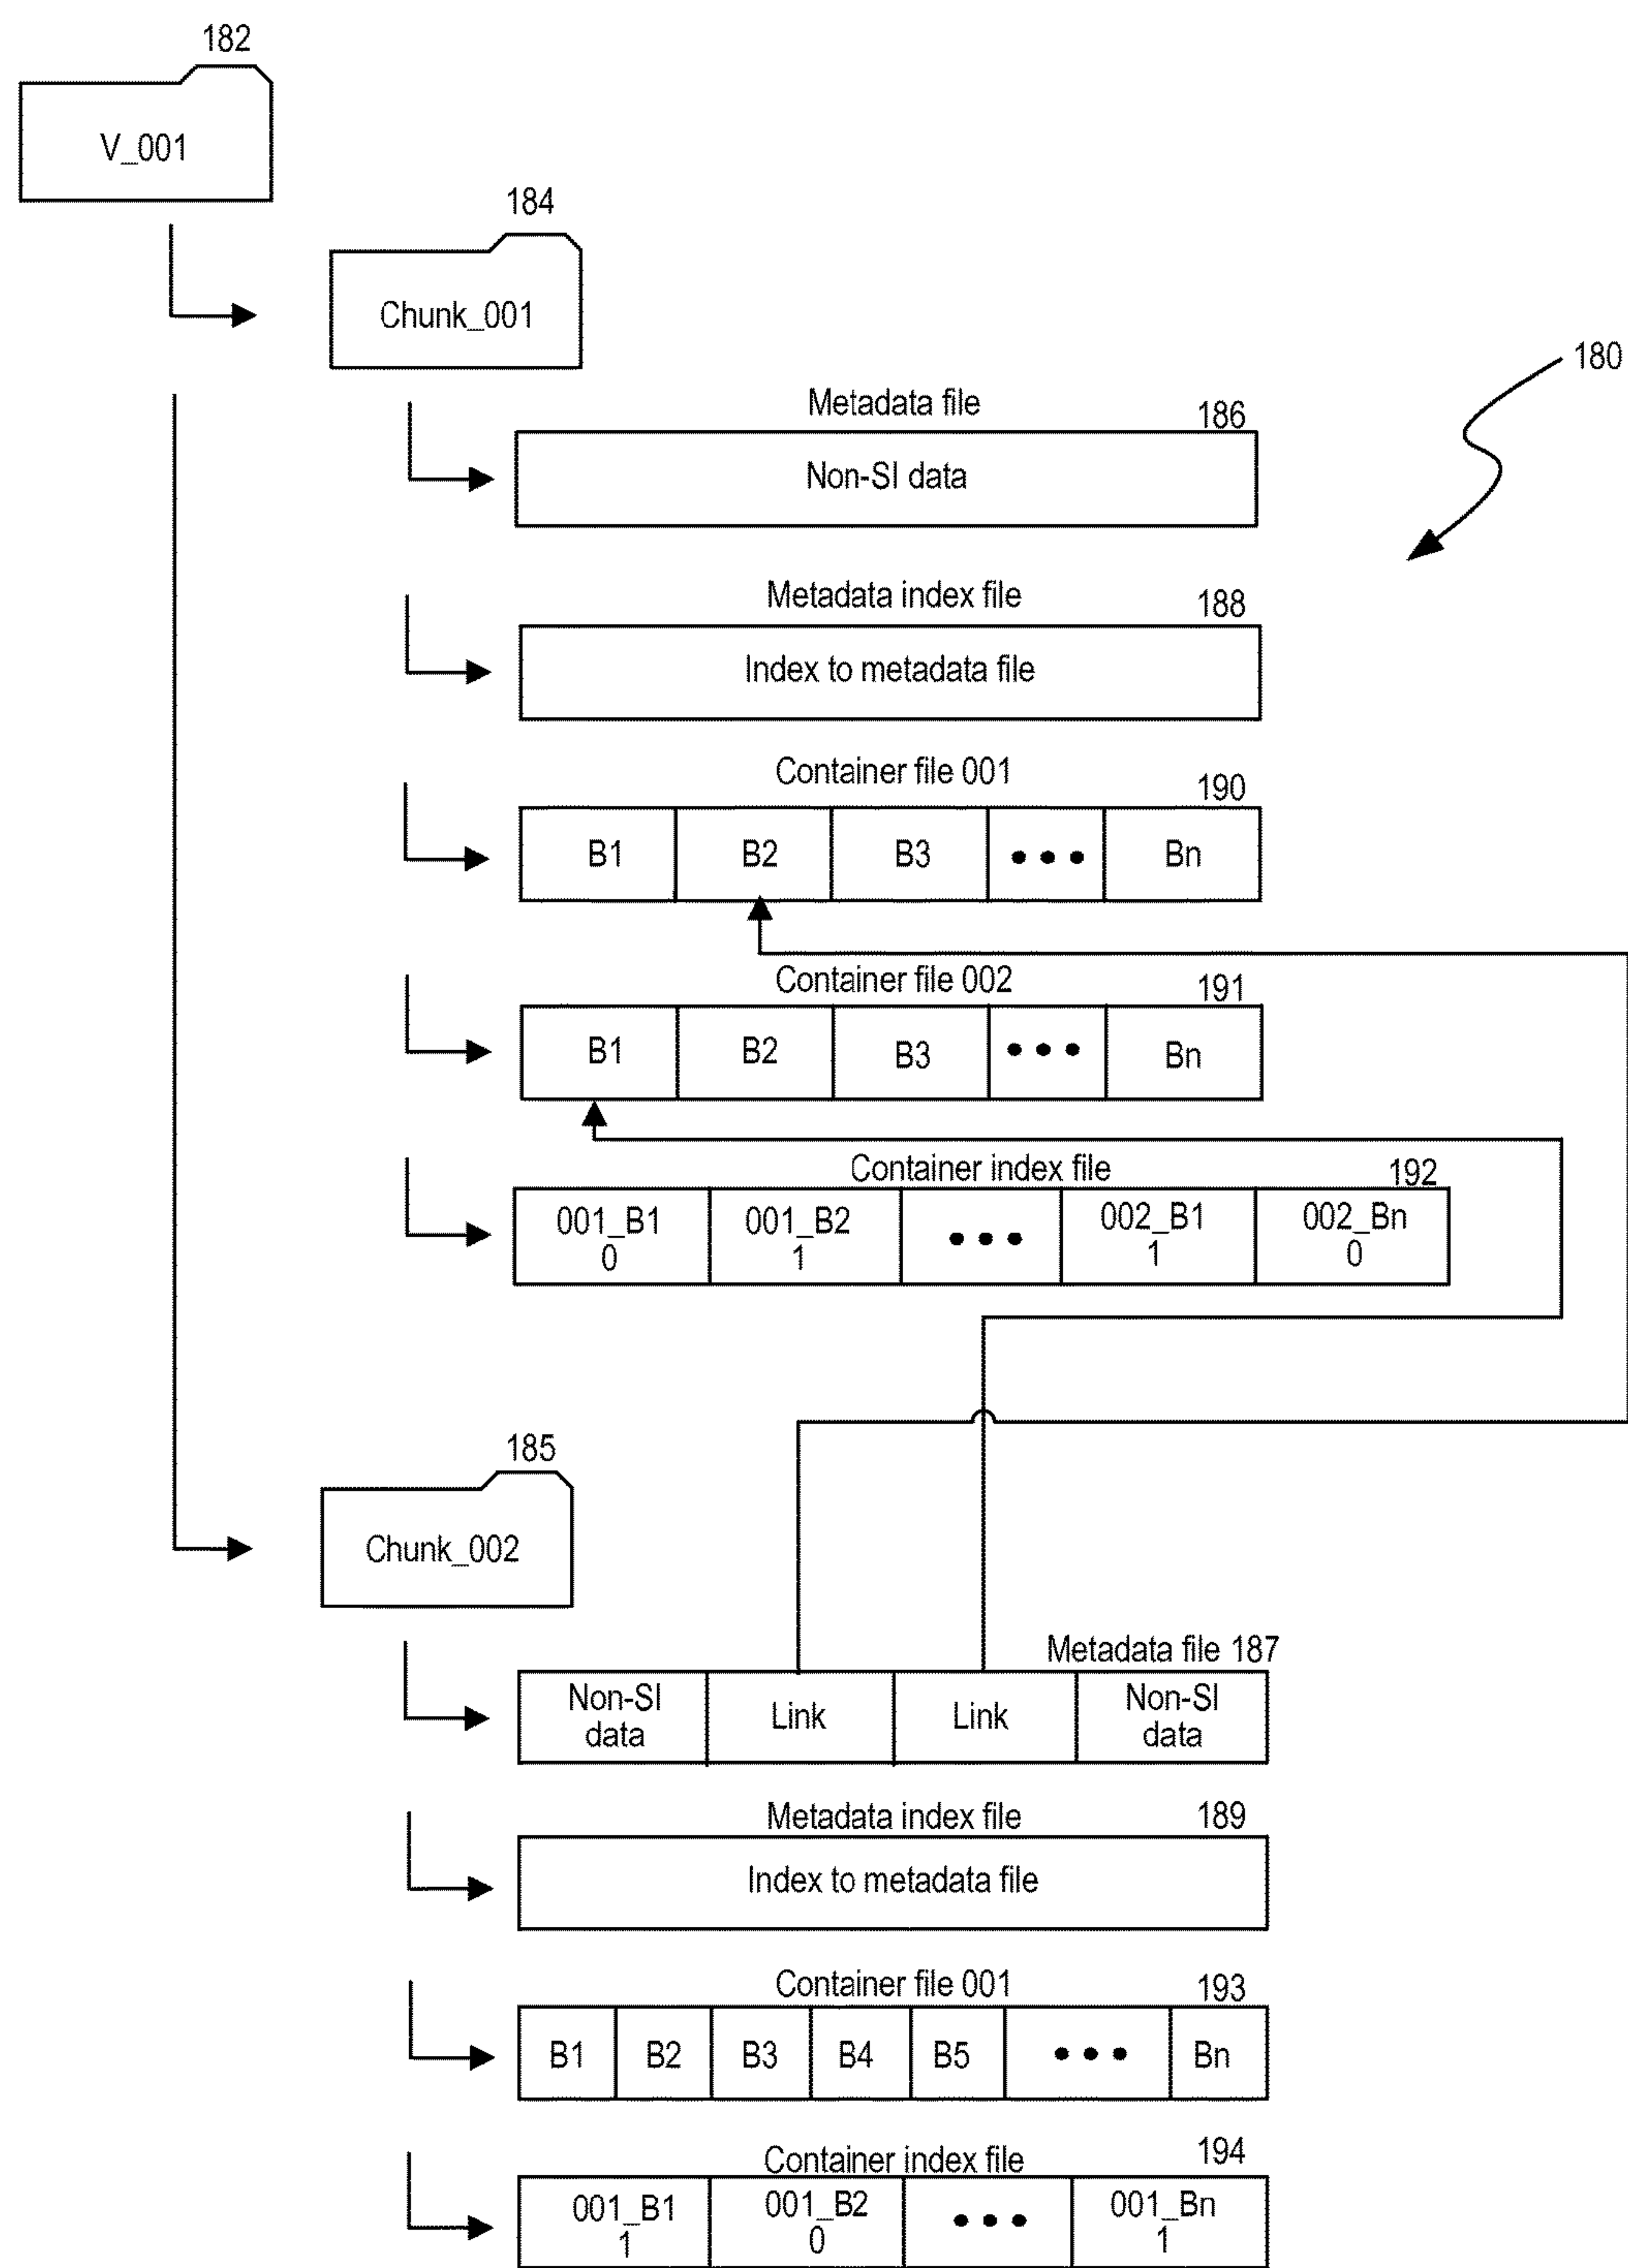 182
V_001
184
Chunk_001
180
Metadata file
186
Non-SI data
Metadata index file
188
Index to metadata file
Container file 001
190
B1 B2 B3 ••• Bn
Container file 002
191
B1 B2 B3 ••• Bn
Container index file
192
001_B1 001_B2 ••• 002_B1 002_Bn
0 1 1 0
185
Chunk_002
Metadata file 187
Non-SI Link Link Non-SI
data data
Metadata index file
189
Index to metadata file
Container file 001
193
B1 B2 B3 B4 B5 ••• Bn
Container index file
194
001_B1 001_B2 ••• 001_Bn
1 0 1